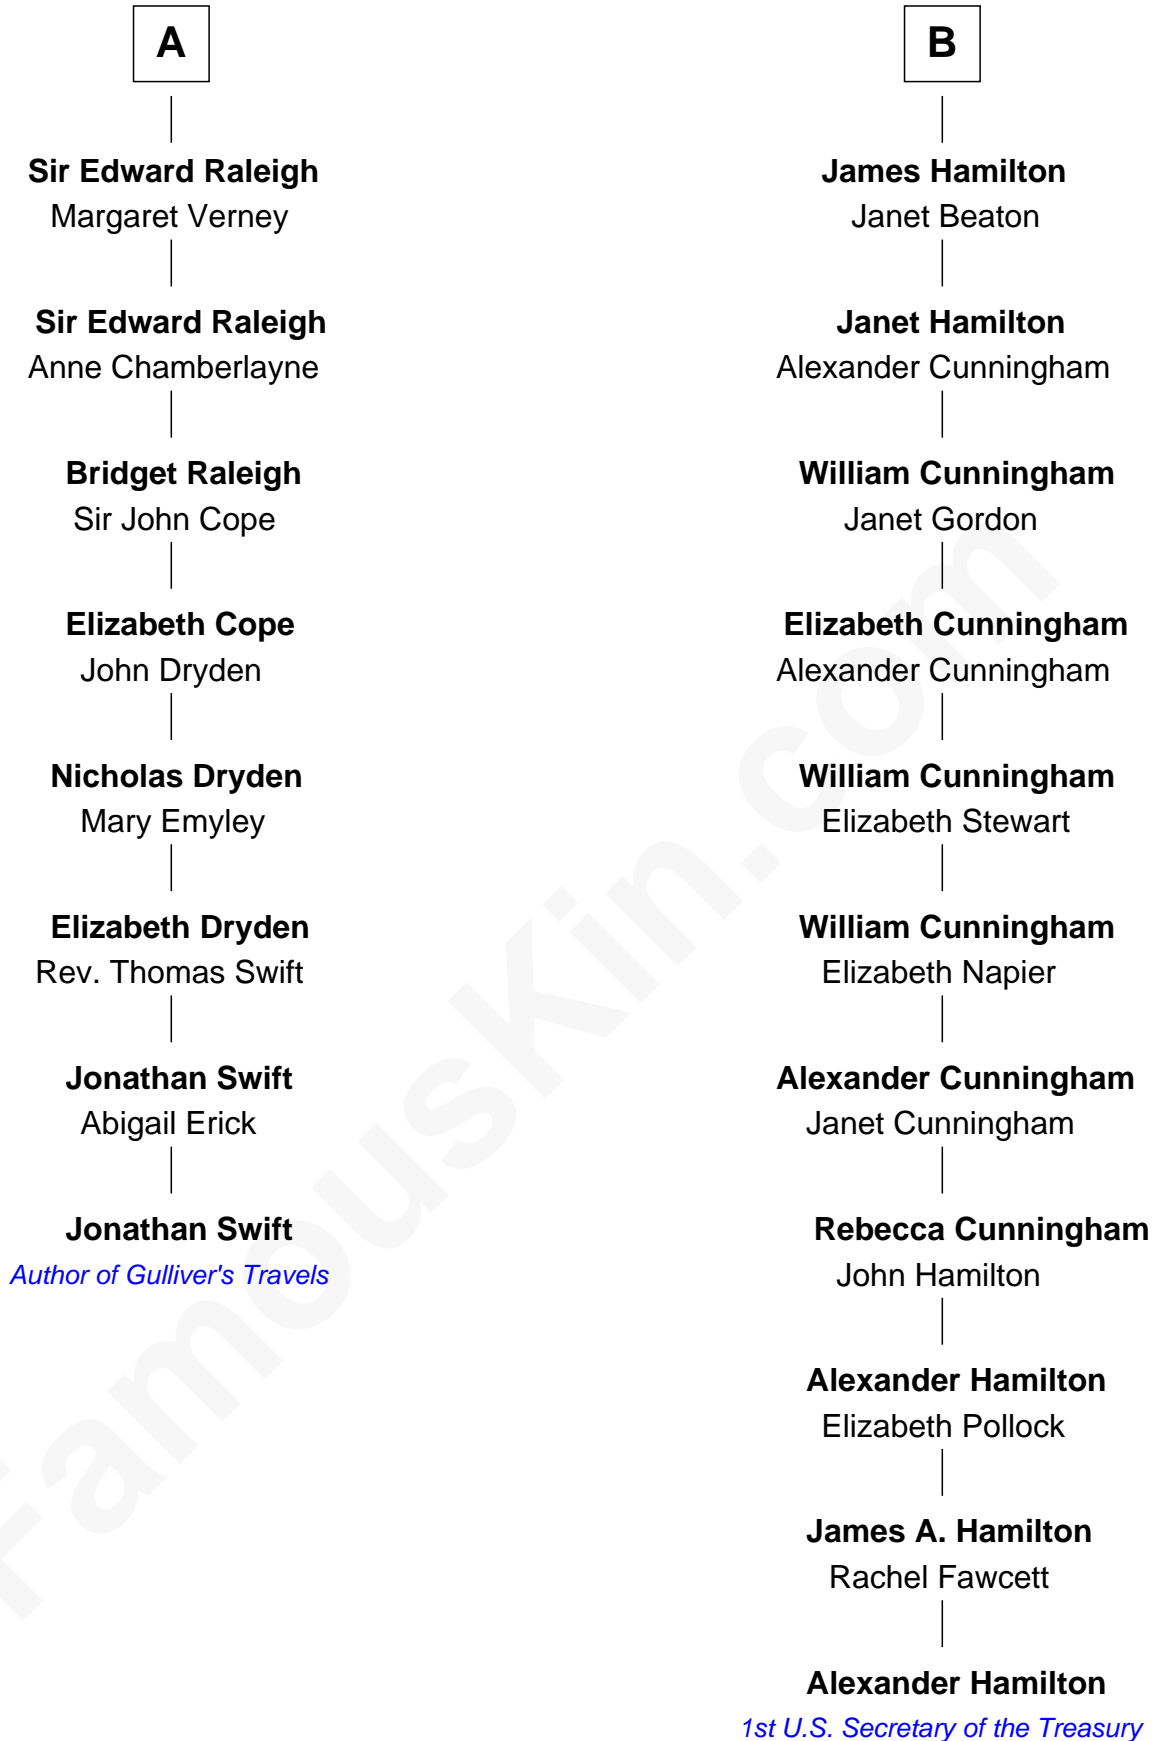 A
Sir Edward Raleigh
Margaret Verney
Sir Edward Raleigh
Anne Chamberlayne
Bridget Raleigh
Sir John Cope
Elizabeth Cope
John Dryden
Nicholas Dryden
Mary Emyley
Elizabeth Dryden
Rev. Thomas Swift
Jonathan Swift
Abigail Erick
Jonathan Swift
Author of Gulliver's Travels
B
James Hamilton
Janet Beaton
Janet Hamilton
Alexander Cunningham
William Cunningham
Janet Gordon
Elizabeth Cunningham
Alexander Cunningham
William Cunningham
Elizabeth Stewart
William Cunningham
Elizabeth Napier
Alexander Cunningham
Janet Cunningham
Rebecca Cunningham
John Hamilton
Alexander Hamilton
Elizabeth Pollock
James A. Hamilton
Rachel Fawcett
Alexander Hamilton
1st U.S. Secretary of the Treasury
FamousKin.com